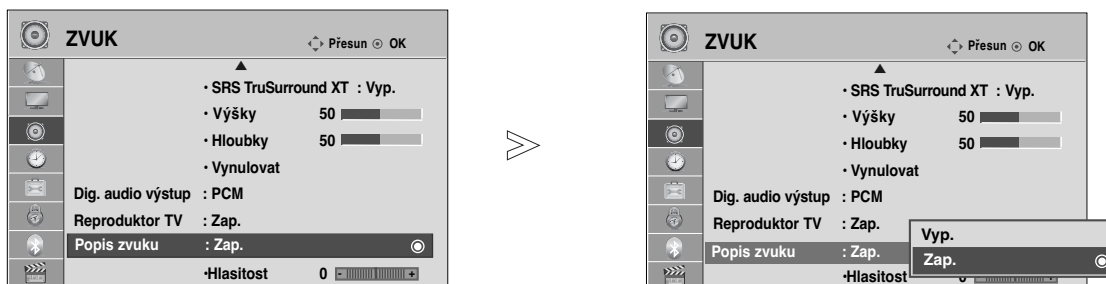 ZVUK
Přesun OK
• SRS TruSurround XT : Vyp.
• Výšky 50
• Hloubky 50
• Vynulovat
Dig. audio výstup : PCM
Reproduktor TV : Zap.
Popis zvuku : Zap.
•Hlasitost 0 - +
ZVUK
Přesun OK
• SRS TruSurround XT : Vyp.
• Výšky 50
• Hloubky 50
• Vynulovat
Dig. audio výstup : PCM
Reproduktor TV : Zap.
Popis zvuku : Zap.
•Hlasitost
Vyp.
Zap.